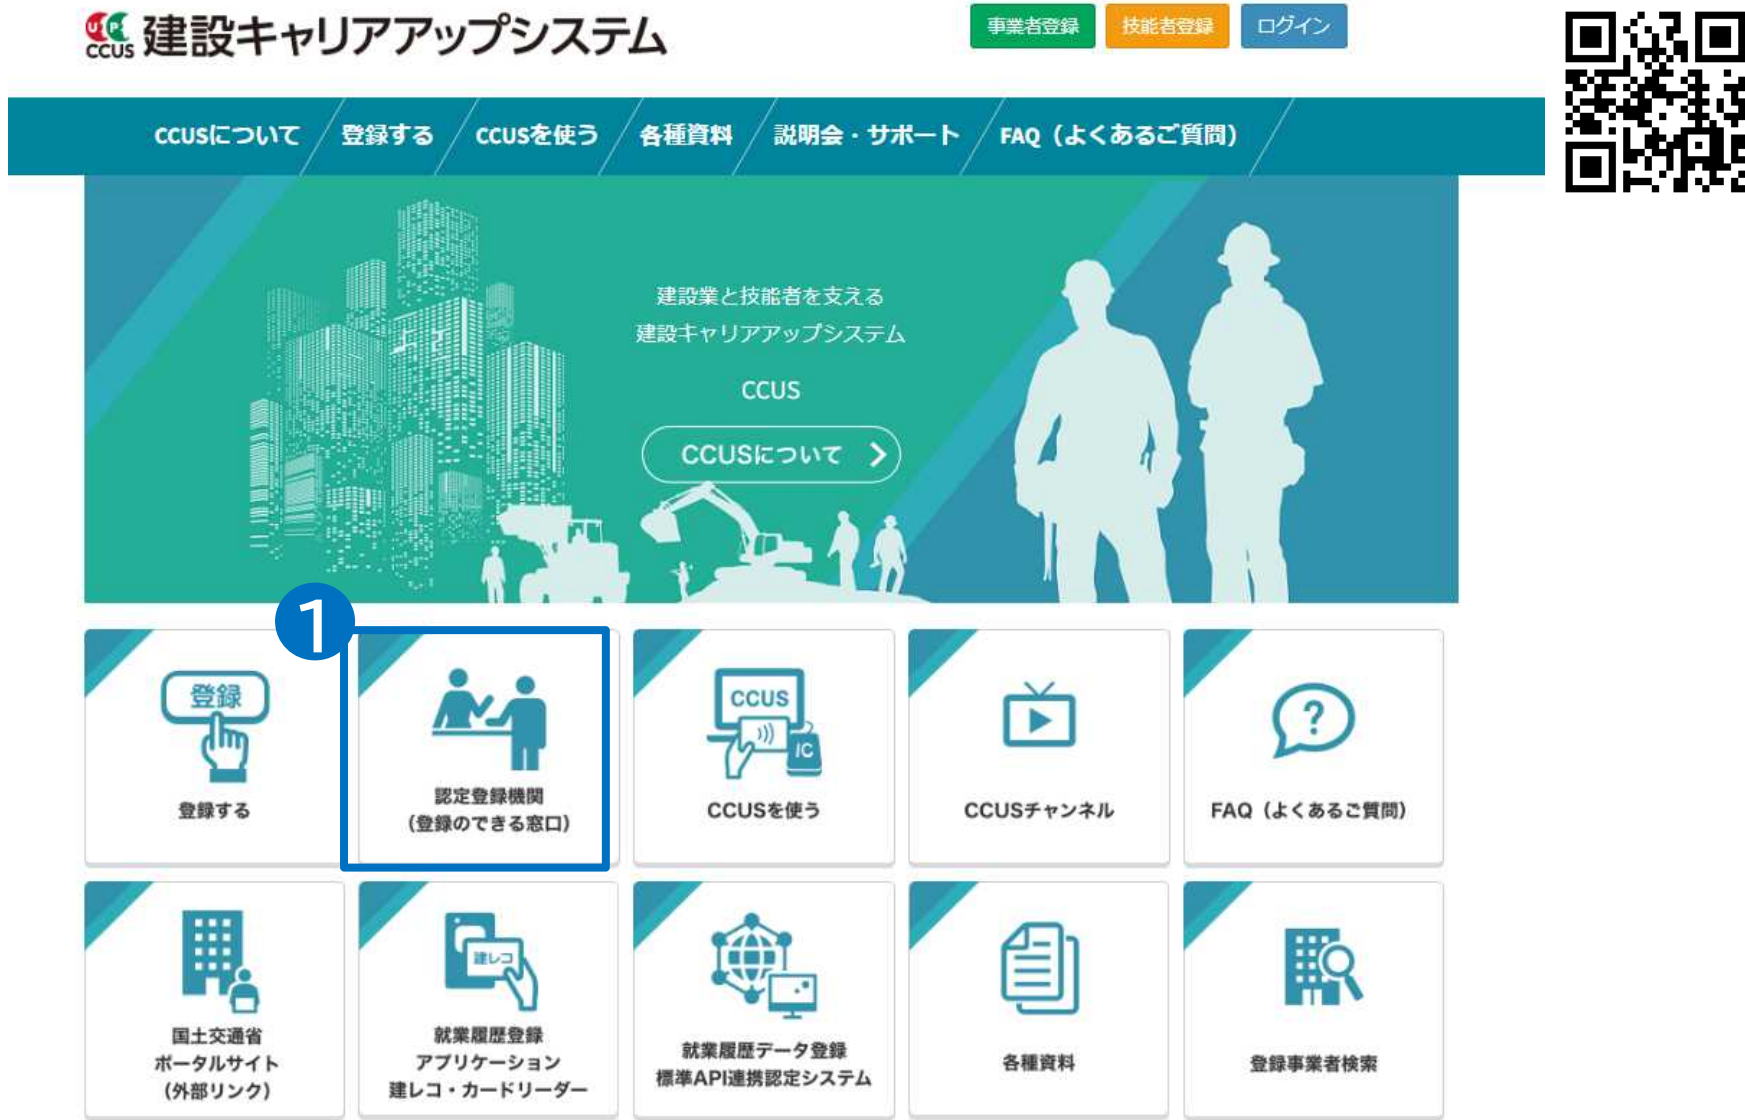 UP
CCUS
建設キャリアアップシステム
事業者登録
技能者登録
ログイン
CCUSについて
登録する
CCUSを使う
各種資料
説明会・サポート
FAQ（よくあるご質問）
建設業と技能者を支える
建設キャリアアップシステム
CCUS
CCUSについて
1
登録
登録する
認定登録機関
（登録のできる窓口）
CCUS
IC
CCUSを使う
CCUSチャンネル
?
FAQ（よくあるご質問）
国土交通省
ポータルサイト
（外部リンク）
建レコ
就業履歴登録
アプリケーション
建レコ・カードリーダー
就業履歴データ登録
標準API連携認定システム
各種資料
登録事業者検索